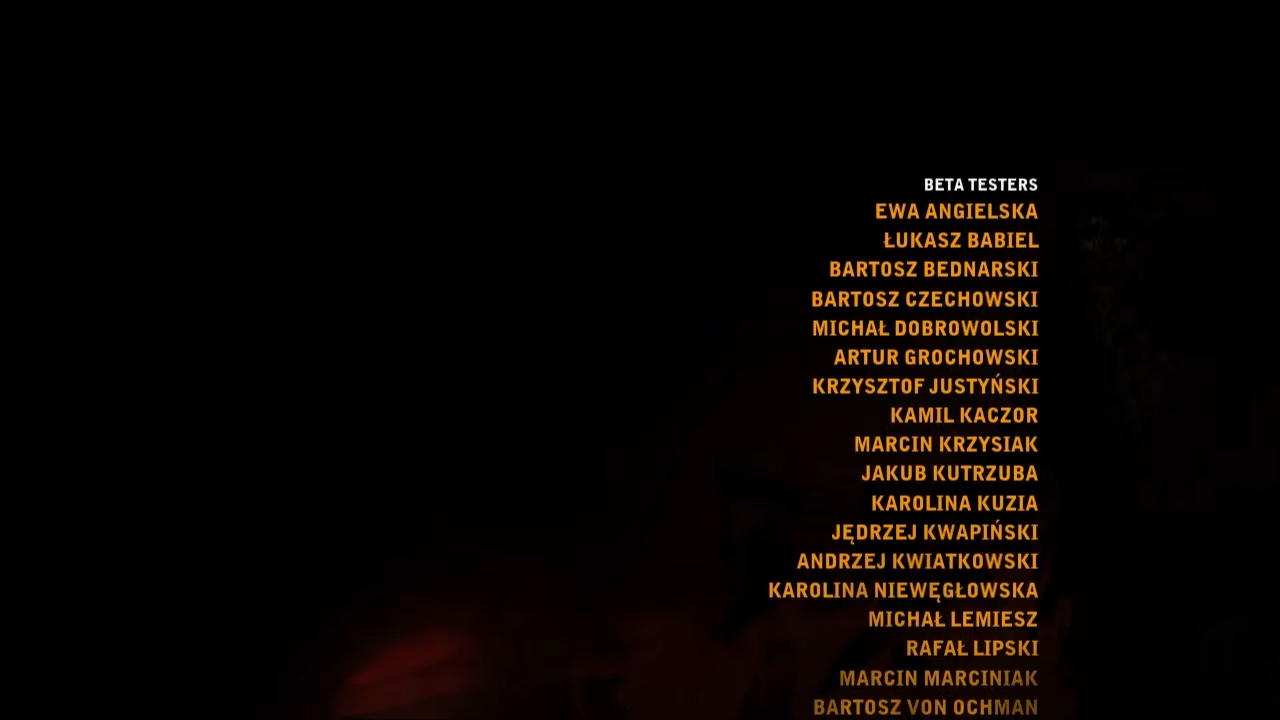 BETA TESTERS
EWA ANGIELSKA
ŁUKASZ BABIEL
BARTOSZ BEDNARSKI
BARTOSZ CZECHOWSKI
MICHAŁ DOBROWOLSKI
ARTUR GROCHOWSKI
KRZYSZTOF JUSTYŃSKI
KAMIL KACZOR
MARCIN KRZYSIAK
JAKUB KUTRZUBA
KAROLINA KUZIA
JĘDRZEJ KWAPIŃSKI
ANDRZEJ KWIATKOWSKI
KAROLINA NIEWĘGŁOWSKA
MICHAŁ LEMIESZ
RAFAŁ LIPSKI
MARCIN MARCINIAK
BARTOSZ VON OCHMAN